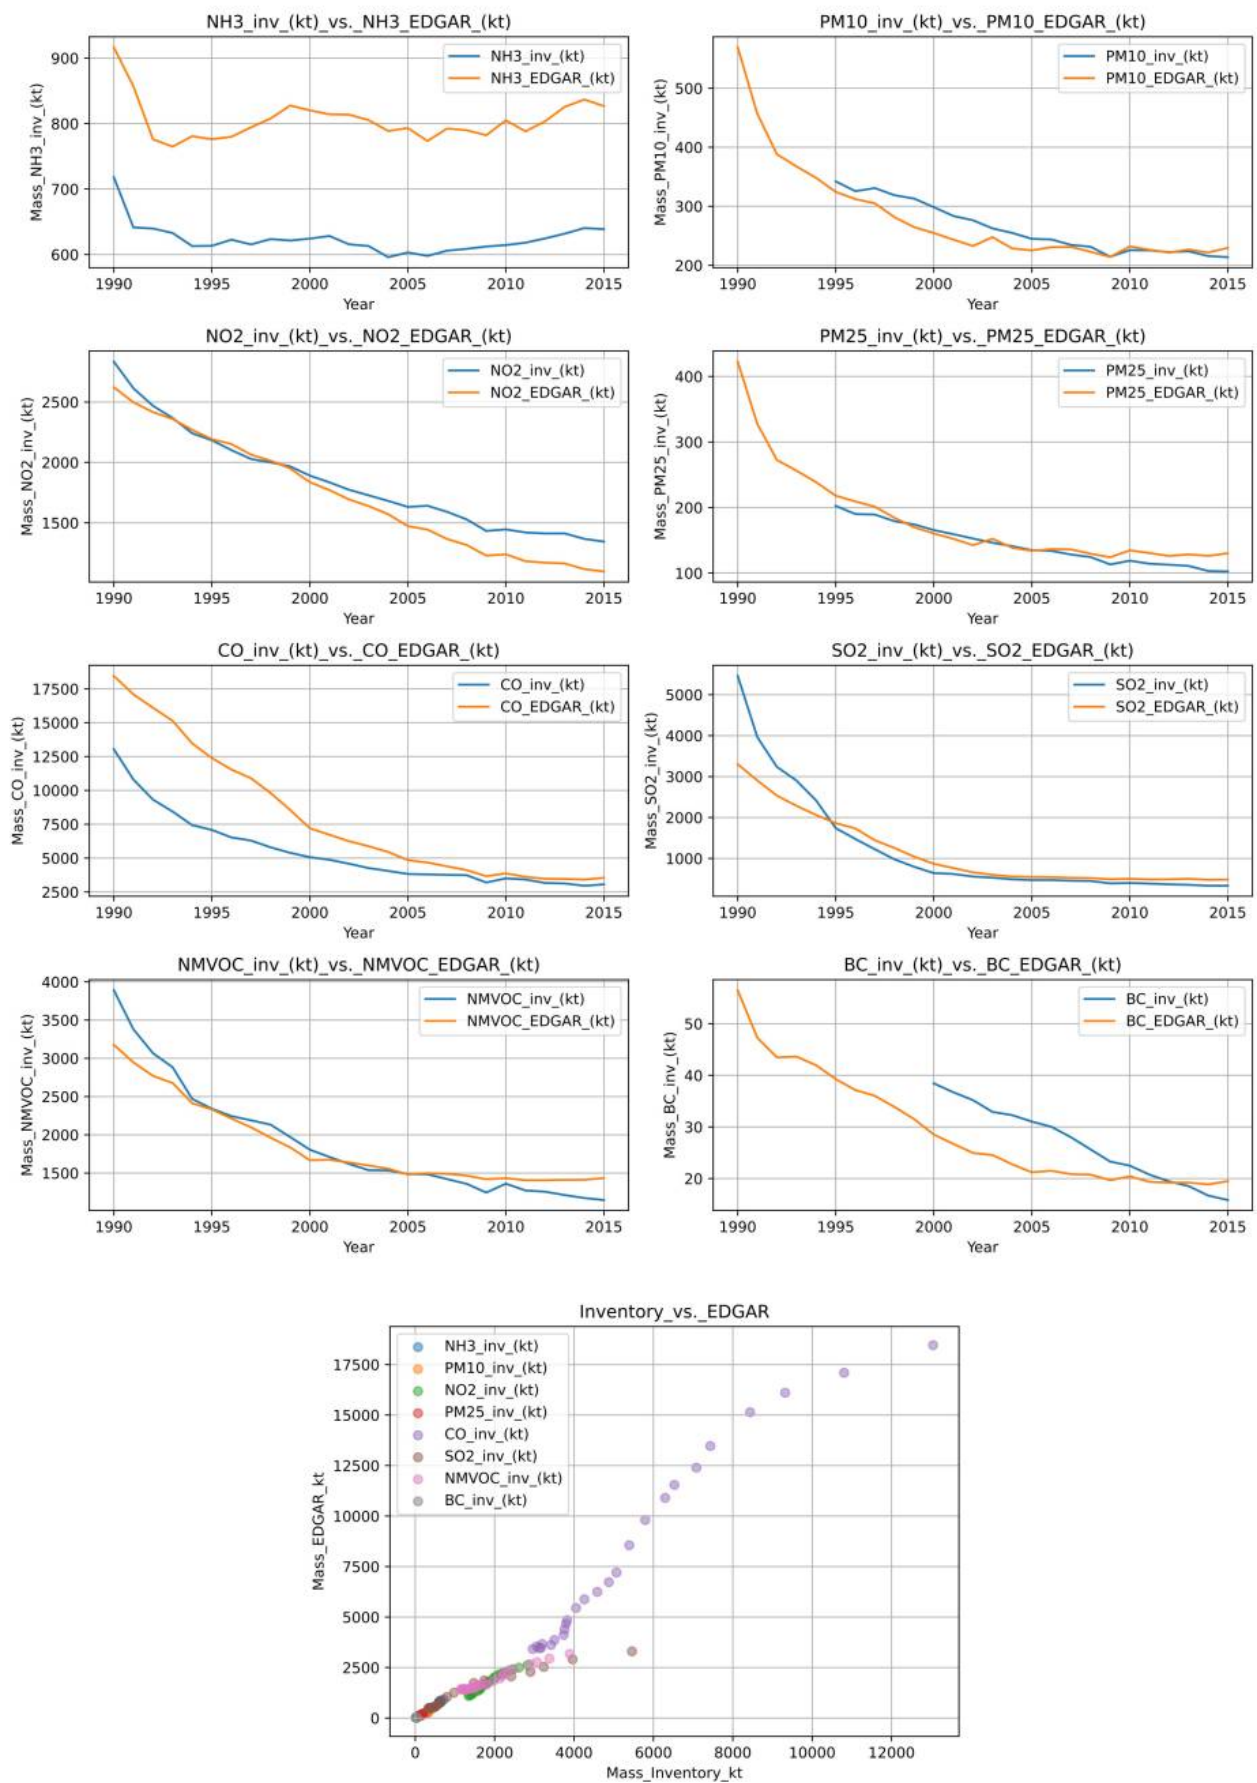 NH3_inv_(kt)_vs._NH3_EDGAR_(kt)
Mass_NH3_inv_(kt)
900
800
700
600
NH3_inv_(kt)
NH3_EDGAR_(kt)
1990 1995 2000 2005 2010 2015
Year
PM10_inv_(kt)_vs._PM10_EDGAR_(kt)
Mass_PM10_inv_(kt)
500
400
300
200
PM10_inv_(kt)
PM10_EDGAR_(kt)
1990 1995 2000 2005 2010 2015
Year
NO2_inv_(kt)_vs._NO2_EDGAR_(kt)
Mass_NO2_inv_(kt)
2500
2000
1500
NO2_inv_(kt)
NO2_EDGAR_(kt)
1990 1995 2000 2005 2010 2015
Year
PM25_inv_(kt)_vs._PM25_EDGAR_(kt)
Mass_PM25_inv_(kt)
400
300
200
100
PM25_inv_(kt)
PM25_EDGAR_(kt)
1990 1995 2000 2005 2010 2015
Year
CO_inv_(kt)_vs._CO_EDGAR_(kt)
Mass_CO_inv_(kt)
17500
15000
12500
10000
7500
5000
2500
CO_inv_(kt)
CO_EDGAR_(kt)
1990 1995 2000 2005 2010 2015
Year
SO2_inv_(kt)_vs._SO2_EDGAR_(kt)
Mass_SO2_inv_(kt)
5000
4000
3000
2000
1000
SO2_inv_(kt)
SO2_EDGAR_(kt)
1990 1995 2000 2005 2010 2015
Year
NMVOC_inv_(kt)_vs._NMVOC_EDGAR_(kt)
Mass_NMVOC_inv_(kt)
4000
3500
3000
2500
2000
1500
NMVOC_inv_(kt)
NMVOC_EDGAR_(kt)
1990 1995 2000 2005 2010 2015
Year
BC_inv_(kt)_vs._BC_EDGAR_(kt)
Mass_BC_inv_(kt)
50
40
30
20
BC_inv_(kt)
BC_EDGAR_(kt)
1990 1995 2000 2005 2010 2015
Year
Inventory_vs._EDGAR
Mass_EDGAR_kt
17500
15000
12500
10000
7500
5000
2500
0
NH3_inv_(kt)
PM10_inv_(kt)
NO2_inv_(kt)
PM25_inv_(kt)
CO_inv_(kt)
SO2_inv_(kt)
NMVOC_inv_(kt)
BC_inv_(kt)
0 2000 4000 6000 8000 10000 12000
Mass_Inventory_kt